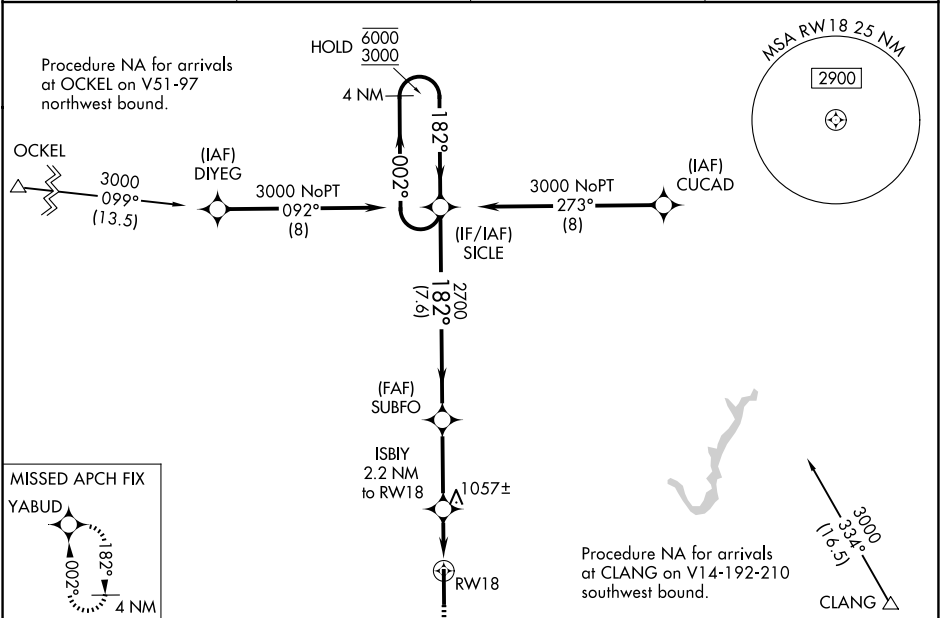 Procedure NA for arrivals
at OCKEL on V51-97
northwest bound.
HOLD 6000
3000
4 NM
182°
002°
MSA RW18 25 NM
2900
OCKEL
3000
099°
(13.5)
(IAF)
DIYEG
3000 NoPT
092°
(8)
(IF/IAF)
SICLE
3000 NoPT
273°
(8)
(IAF)
CUCAD
2700
182°
(7.6)
(FAF)
SUBFO
ISBIY
2.2 NM
to RW18
1057±
RW18
MISSED APCH FIX
YABUD
182°
002°
4 NM
Procedure NA for arrivals
at CLANG on V14-192-210
southwest bound.
3000
334°
(16.5)
CLANG